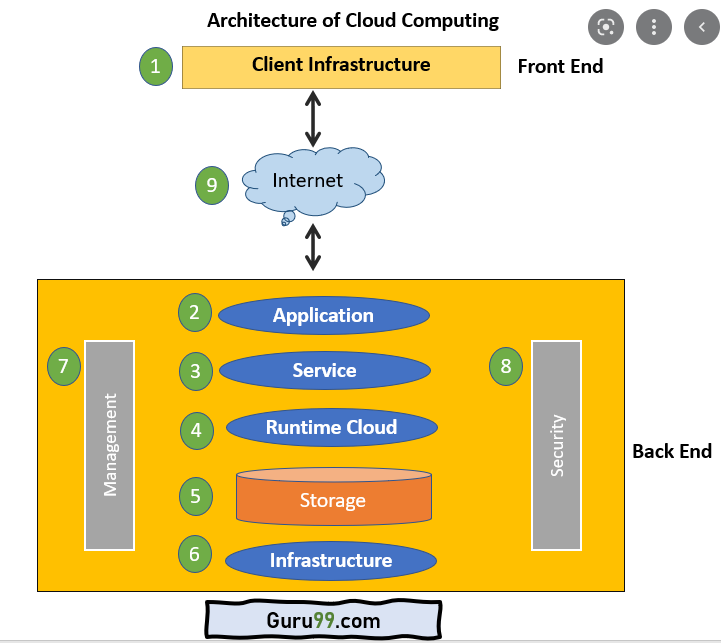 Architecture of Cloud Computing
1
Client Infrastructure
Front End
9
Internet
2
Application
7
3
Service
8
4
Runtime Cloud
Management
Security
Back End
5
Storage
6
Infrastructure
Guru99.com